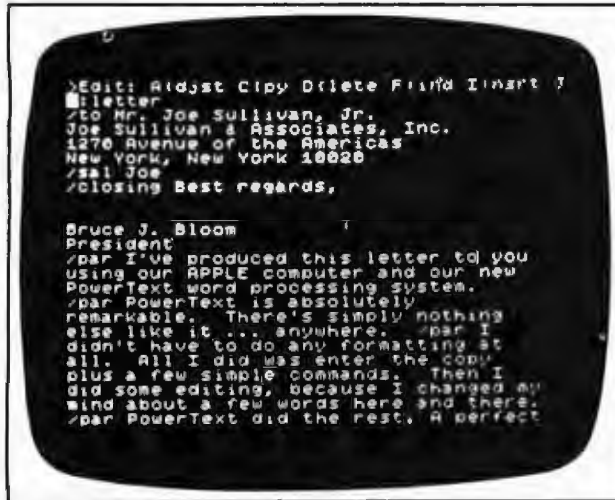 >Edit: A(djst C(py D(lete F(ind I(nsrt
/letter
/to Mr. Joe Sullivan, Jr.
Joe Sullivan & Associates, Inc.
1270 Avenue of the Americas
New York, New York 10020
/sal Joe
/closing Best regards,
Bruce J. Bloom
President
/par I've produced this letter to you
using our APPLE computer and our new
PowerText word processing system.
/par PowerText is absolutely
remarkable. There's simply nothing
else like it ... anywhere. /par I
didn't have to do any formatting at
all. All I did was enter the copy
plus a few simple commands. Then I
did some editing, because I changed my
mind about a few words here and there.
/par PowerText did the rest. A perfect